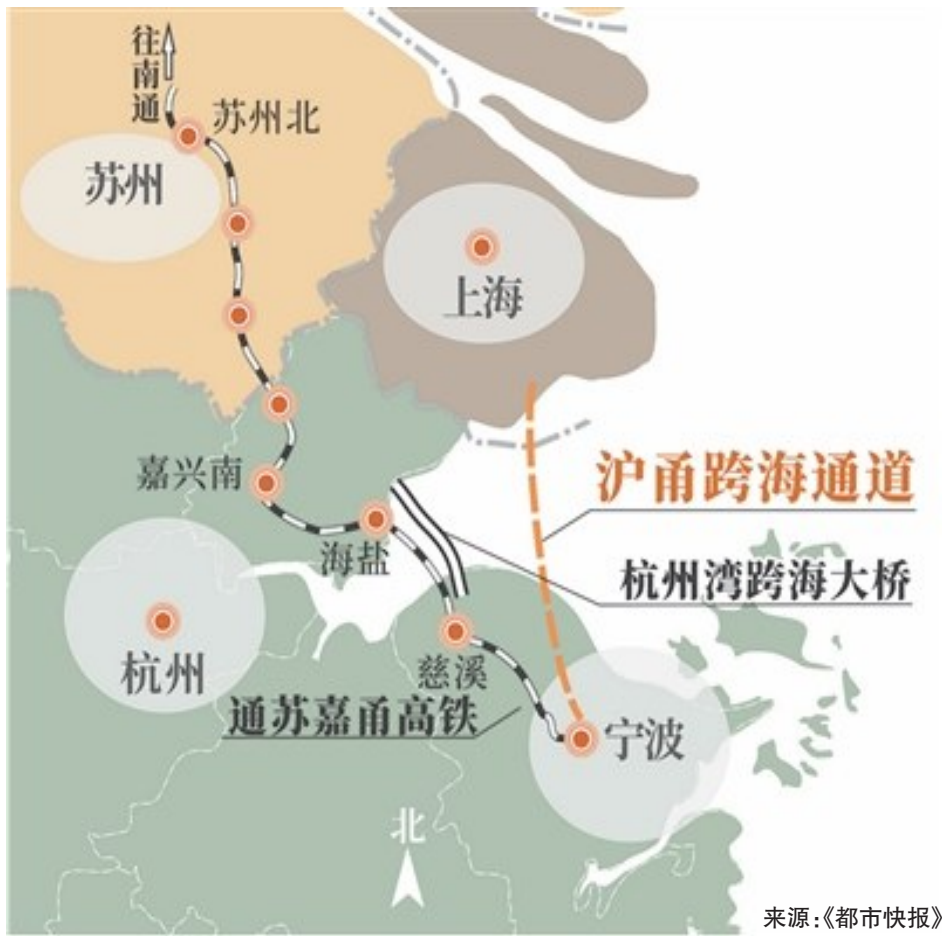 往南通
苏州北
苏州
上海
嘉兴南
沪甬跨海通道
海盐
杭州湾跨海大桥
杭州
慈溪
通苏嘉甬高铁
宁波
北
来源:《都市快报》